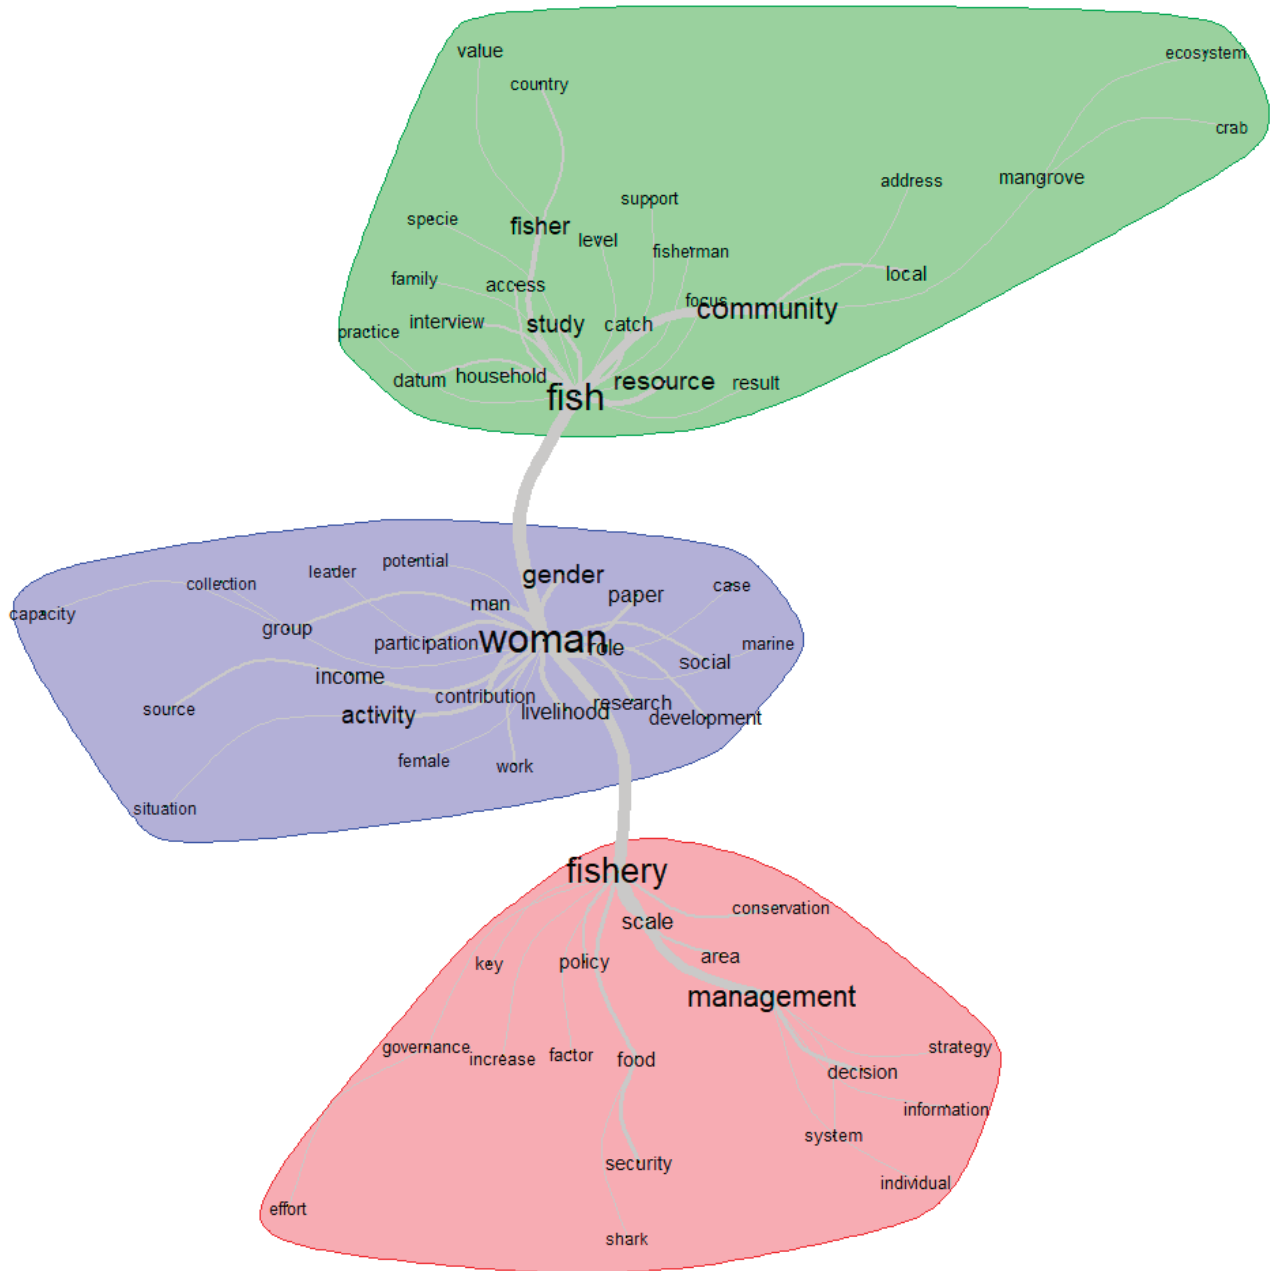 value
country
ecosystem
crab
address
mangrove
support
specie
fisher
level
fisherman
family
access
local
focus
community
practice
interview
study
catch
datum
household
resource
result
fish
potential
leader
gender
collection
case
capacity
man
paper
group
participation
woman
role
marine
social
income
contribution
source
activity
livelihood
research
development
female
work
situation
fishery
conservation
scale
area
key
policy
management
governance
increase
factor
food
strategy
decision
information
system
security
individual
effort
shark